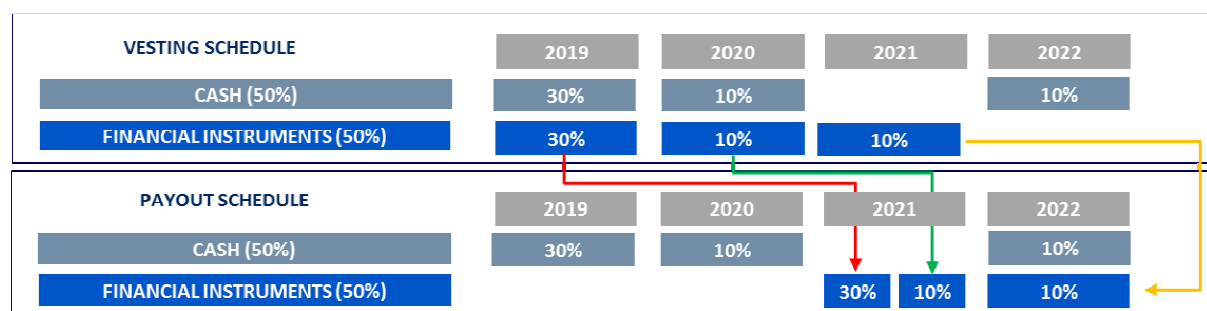 VESTING SCHEDULE 2019 2020 2021 2022
CASH (50%) 30% 10% 10%
FINANCIAL INSTRUMENTS (50%) 30% 10% 10%
PAYOUT SCHEDULE 2019 2020 2021 2022
CASH (50%) 30% 10% 10%
FINANCIAL INSTRUMENTS (50%) 30% 10% 10%